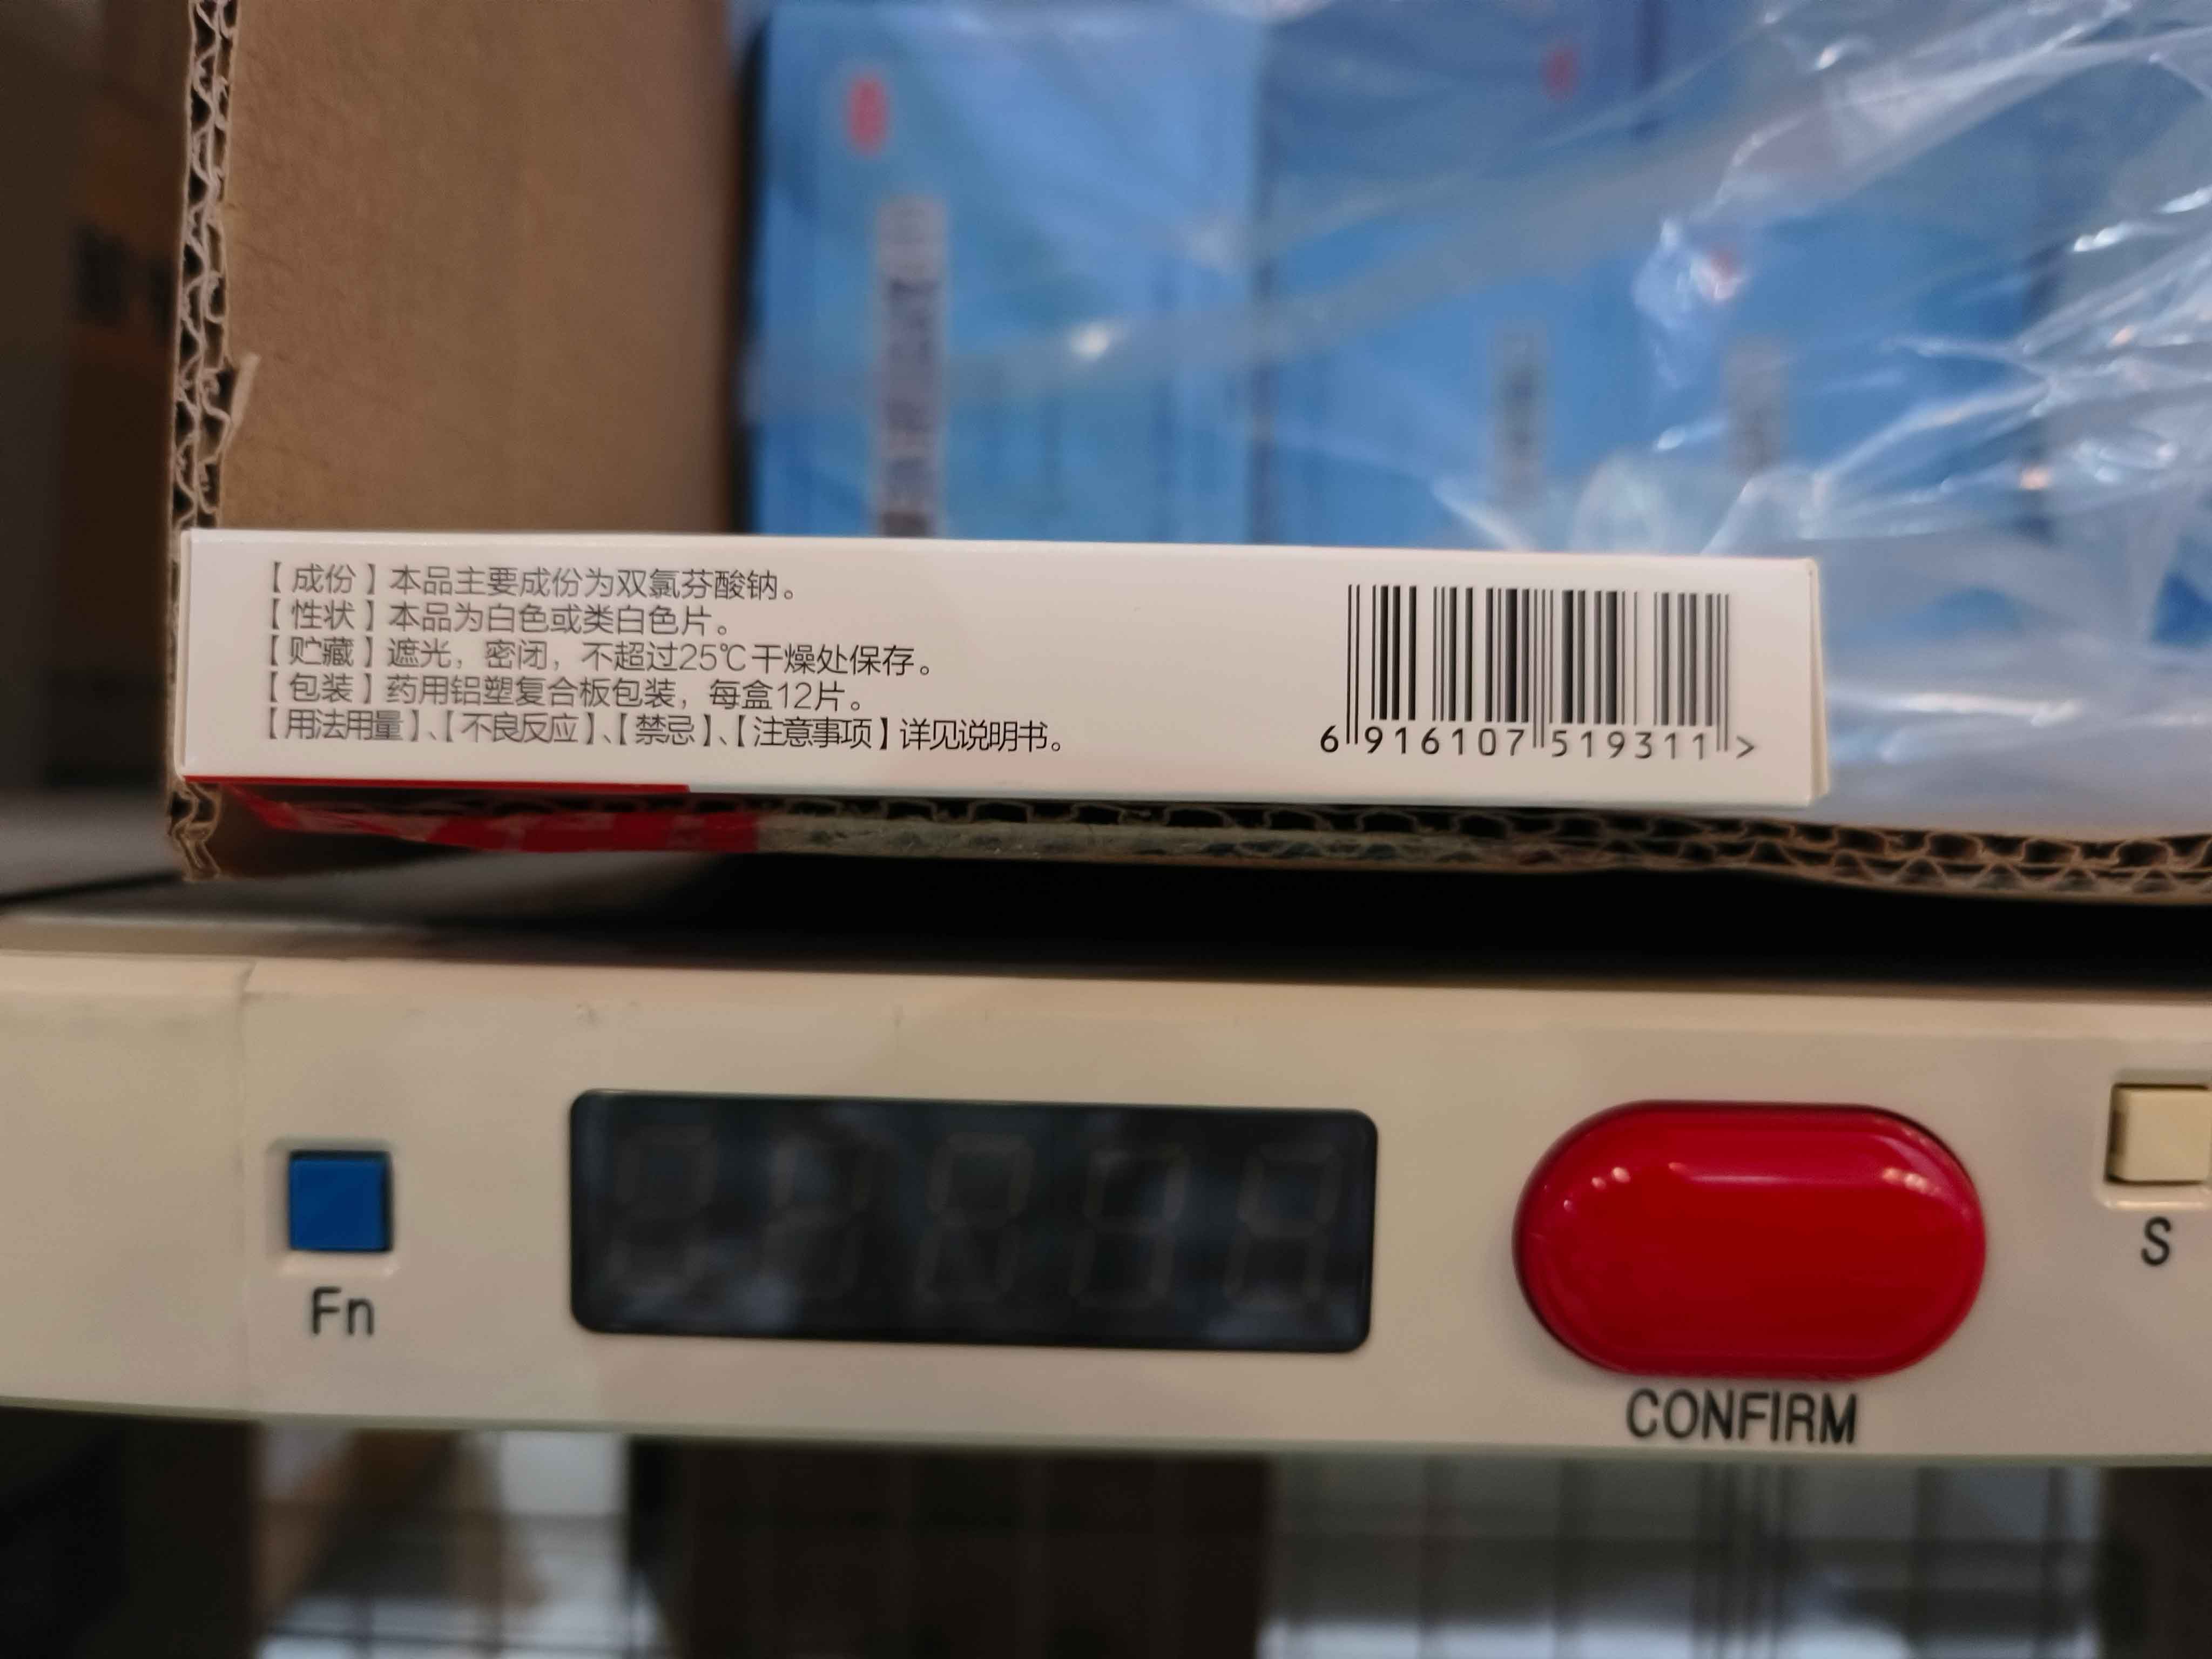 【成份】本品主要成份为双氯芬酸钠。
【性状】本品为白色或类白色片。
【贮藏】遮光，密闭，不超过25℃干燥处保存。
【包装】药用铝塑复合板包装，每盒12片。
【用法用量】、【不良反应】、【禁忌】、【注意事项】详见说明书。
6 916107 519311 >
Fn
CONFIRM
S